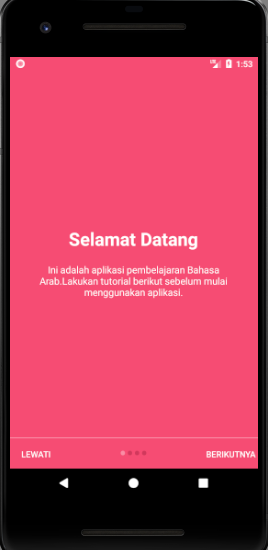 1:53
Selamat Datang
Ini adalah aplikasi pembelajaran Bahasa
Arab.Lakukan tutorial berikut sebelum mulai
menggunakan aplikasi.
LEWATI
BERIKUTNYA